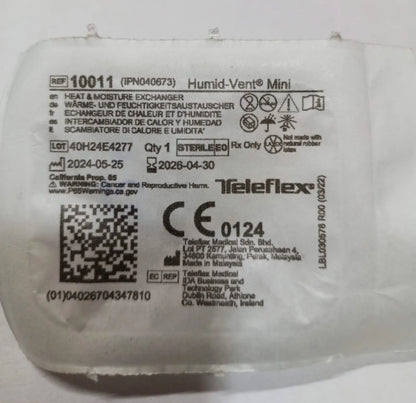 REF 10011 (IPN040673) Humid-Vent® Mini
en HEAT & MOISTURE EXCHANGER
de WÄRME- UND FEUCHTIGKEITSAUSTAUSCHER
fr ECHANGEUR DE CHALEUR ET D'HUMIDITE
es INTERCAMBIADOR DE CALOR Y HUMEDAD
it SCAMBIATORE DI CALORE E UMIDITA'
LOT 40H24E4277 Qty 1 STERILE EO Rx Only Not made with natural rubber latex
2024-05-25 2026-04-30
California Prop. 65
WARNING: Cancer and Reproductive Harm.
www.P65Warnings.ca.gov
Teleflex®
CE 0124
Teleflex Medical Sdn. Bhd.
Lot PT 2577, Jalan Perusahaan 4,
34600 Kamunting, Perak, Malaysia
Made in Malaysia
EC REP Teleflex Medical
IDA Business and
Technology Park
Dublin Road, Athlone
Co. Westmeath, Ireland
(01)04026704347810
LBL030578 R00 (03/22)